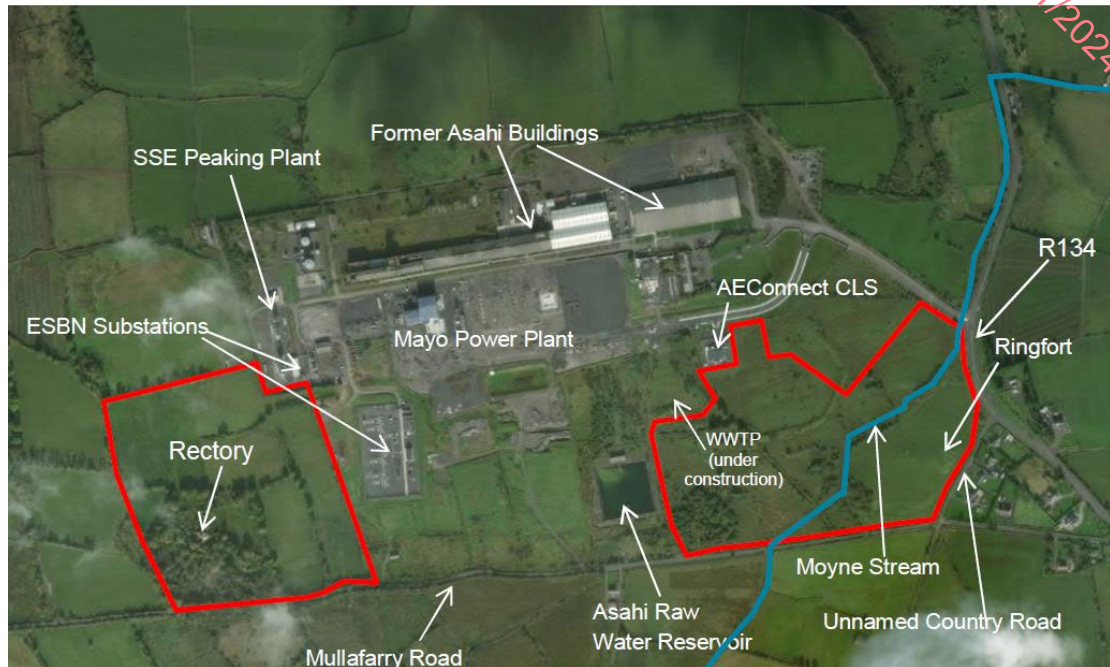 /2024
Former Asahi Buildings
SSE Peaking Plant
R134
AEConnect CLS
ESBN Substations
Mayo Power Plant
Ringfort
Rectory
WWTP
(under
construction)
Moyne Stream
Asahi Raw
Water Reservoir
Unnamed Country Road
Mullafarry Road